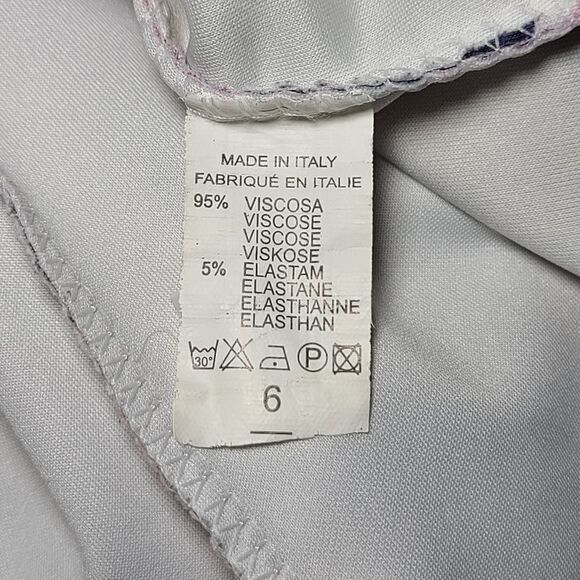 MADE IN ITALY
FABRIQUÉ EN ITALIE
95% VISCOSA
VISCOSE
VISCOSE
VISKOSE
5% ELASTAM
ELASTANE
ELASTHANNE
ELASTHAN
30° P
6